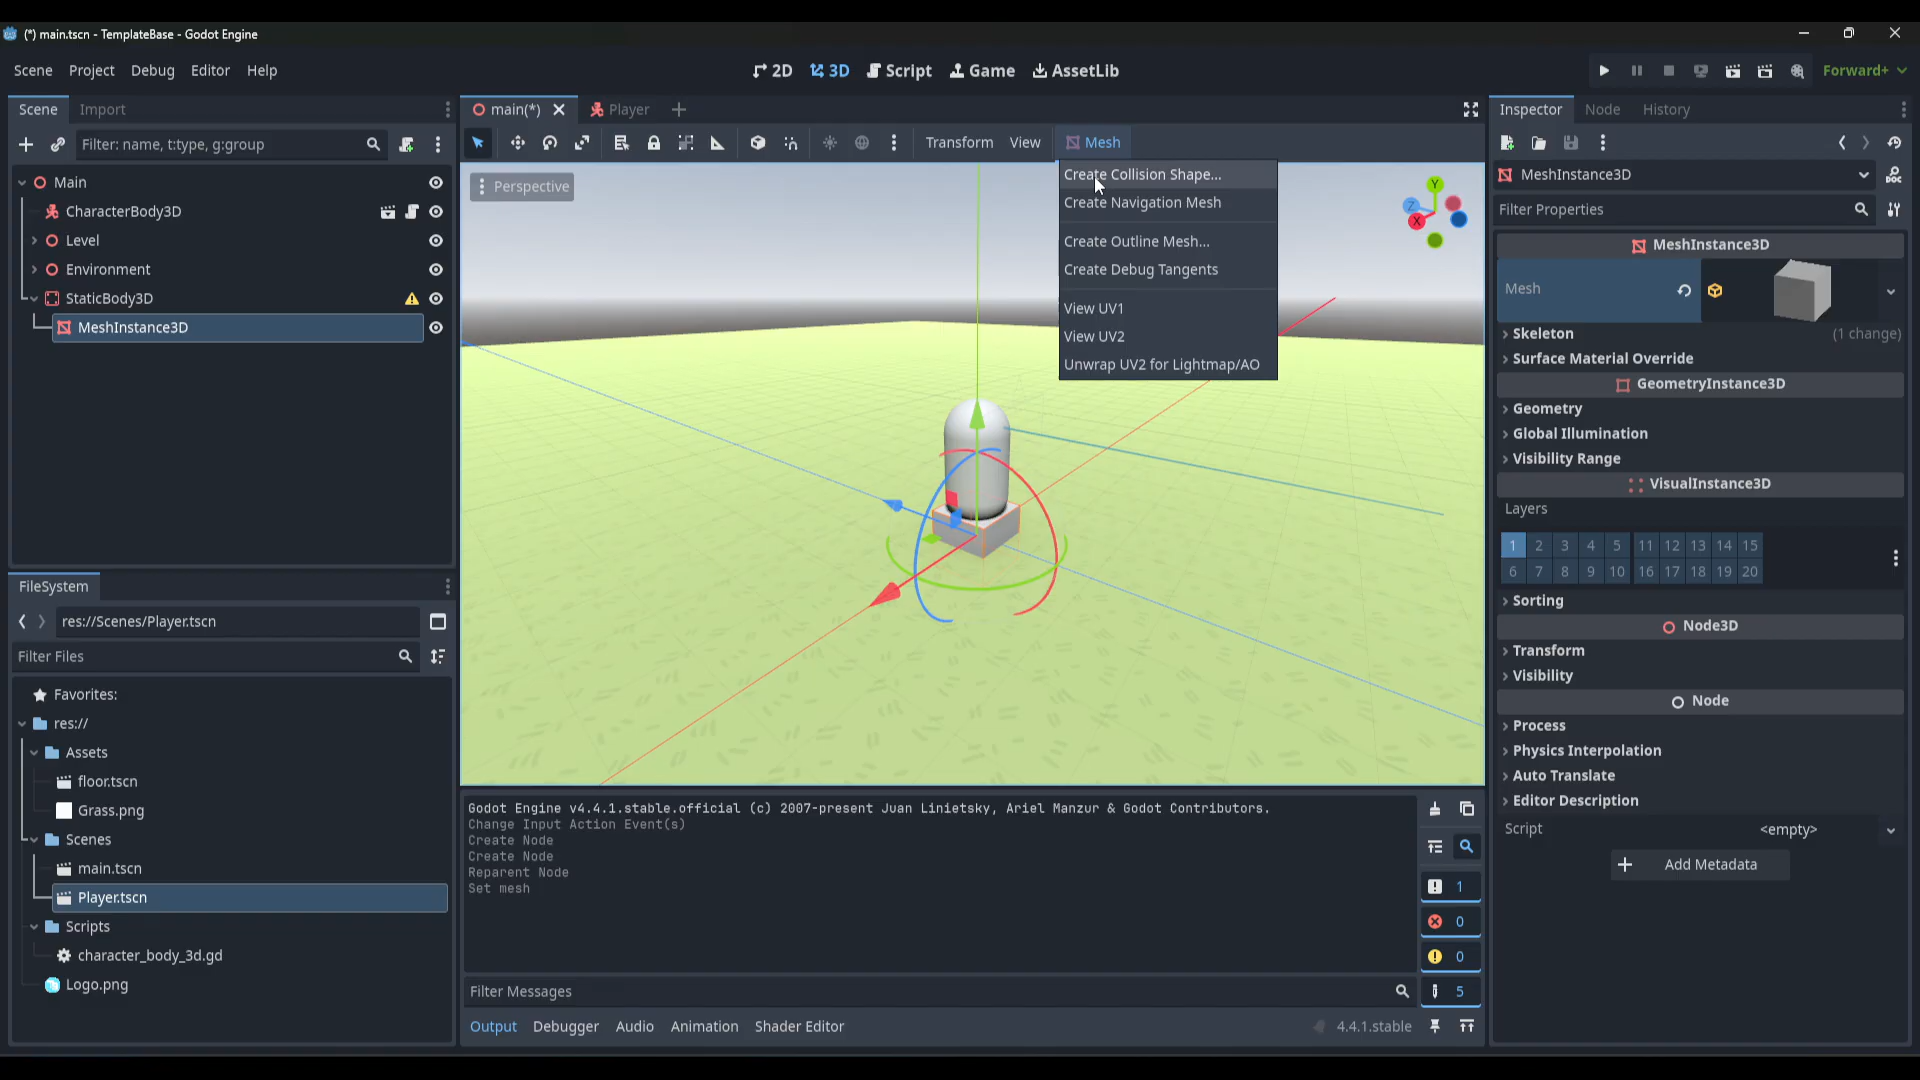 (*) main.tscn - TemplateBase - Godot Engine
Scene Project Debug Editor Help
2D 3D Script Game AssetLib
Forward+
Scene Import
Filter: name, t:type, g:group
Main
CharacterBody3D
Level
Environment
StaticBody3D
MeshInstance3D
FileSystem
res://Scenes/Player.tscn
Filter Files
Favorites:
res://
Assets
floor.tscn
Grass.png
Scenes
main.tscn
Player.tscn
Scripts
character_body_3d.gd
Logo.png
main(*) Player
Transform View Mesh
Perspective
Create Collision Shape...
Create Navigation Mesh
Create Outline Mesh...
Create Debug Tangents
View UV1
View UV2
Unwrap UV2 for Lightmap/AO
Y
Z
X
Godot Engine v4.4.1.stable.official (c) 2007-present Juan Linietsky, Ariel Manzur & Godot Contributors.
Change Input Action Event(s)
Create Node
Create Node
Reparent Node
Set mesh
1
0
0
5
Filter Messages
Output Debugger Audio Animation Shader Editor
4.4.1.stable
Inspector Node History
MeshInstance3D
Filter Properties
MeshInstance3D
Mesh
Skeleton (1 change)
Surface Material Override
GeometryInstance3D
Geometry
Global Illumination
Visibility Range
VisualInstance3D
Layers
1 2 3 4 5 11 12 13 14 15
6 7 8 9 10 16 17 18 19 20
Sorting
Node3D
Transform
Visibility
Node
Process
Physics Interpolation
Auto Translate
Editor Description
Script <empty>
Add Metadata